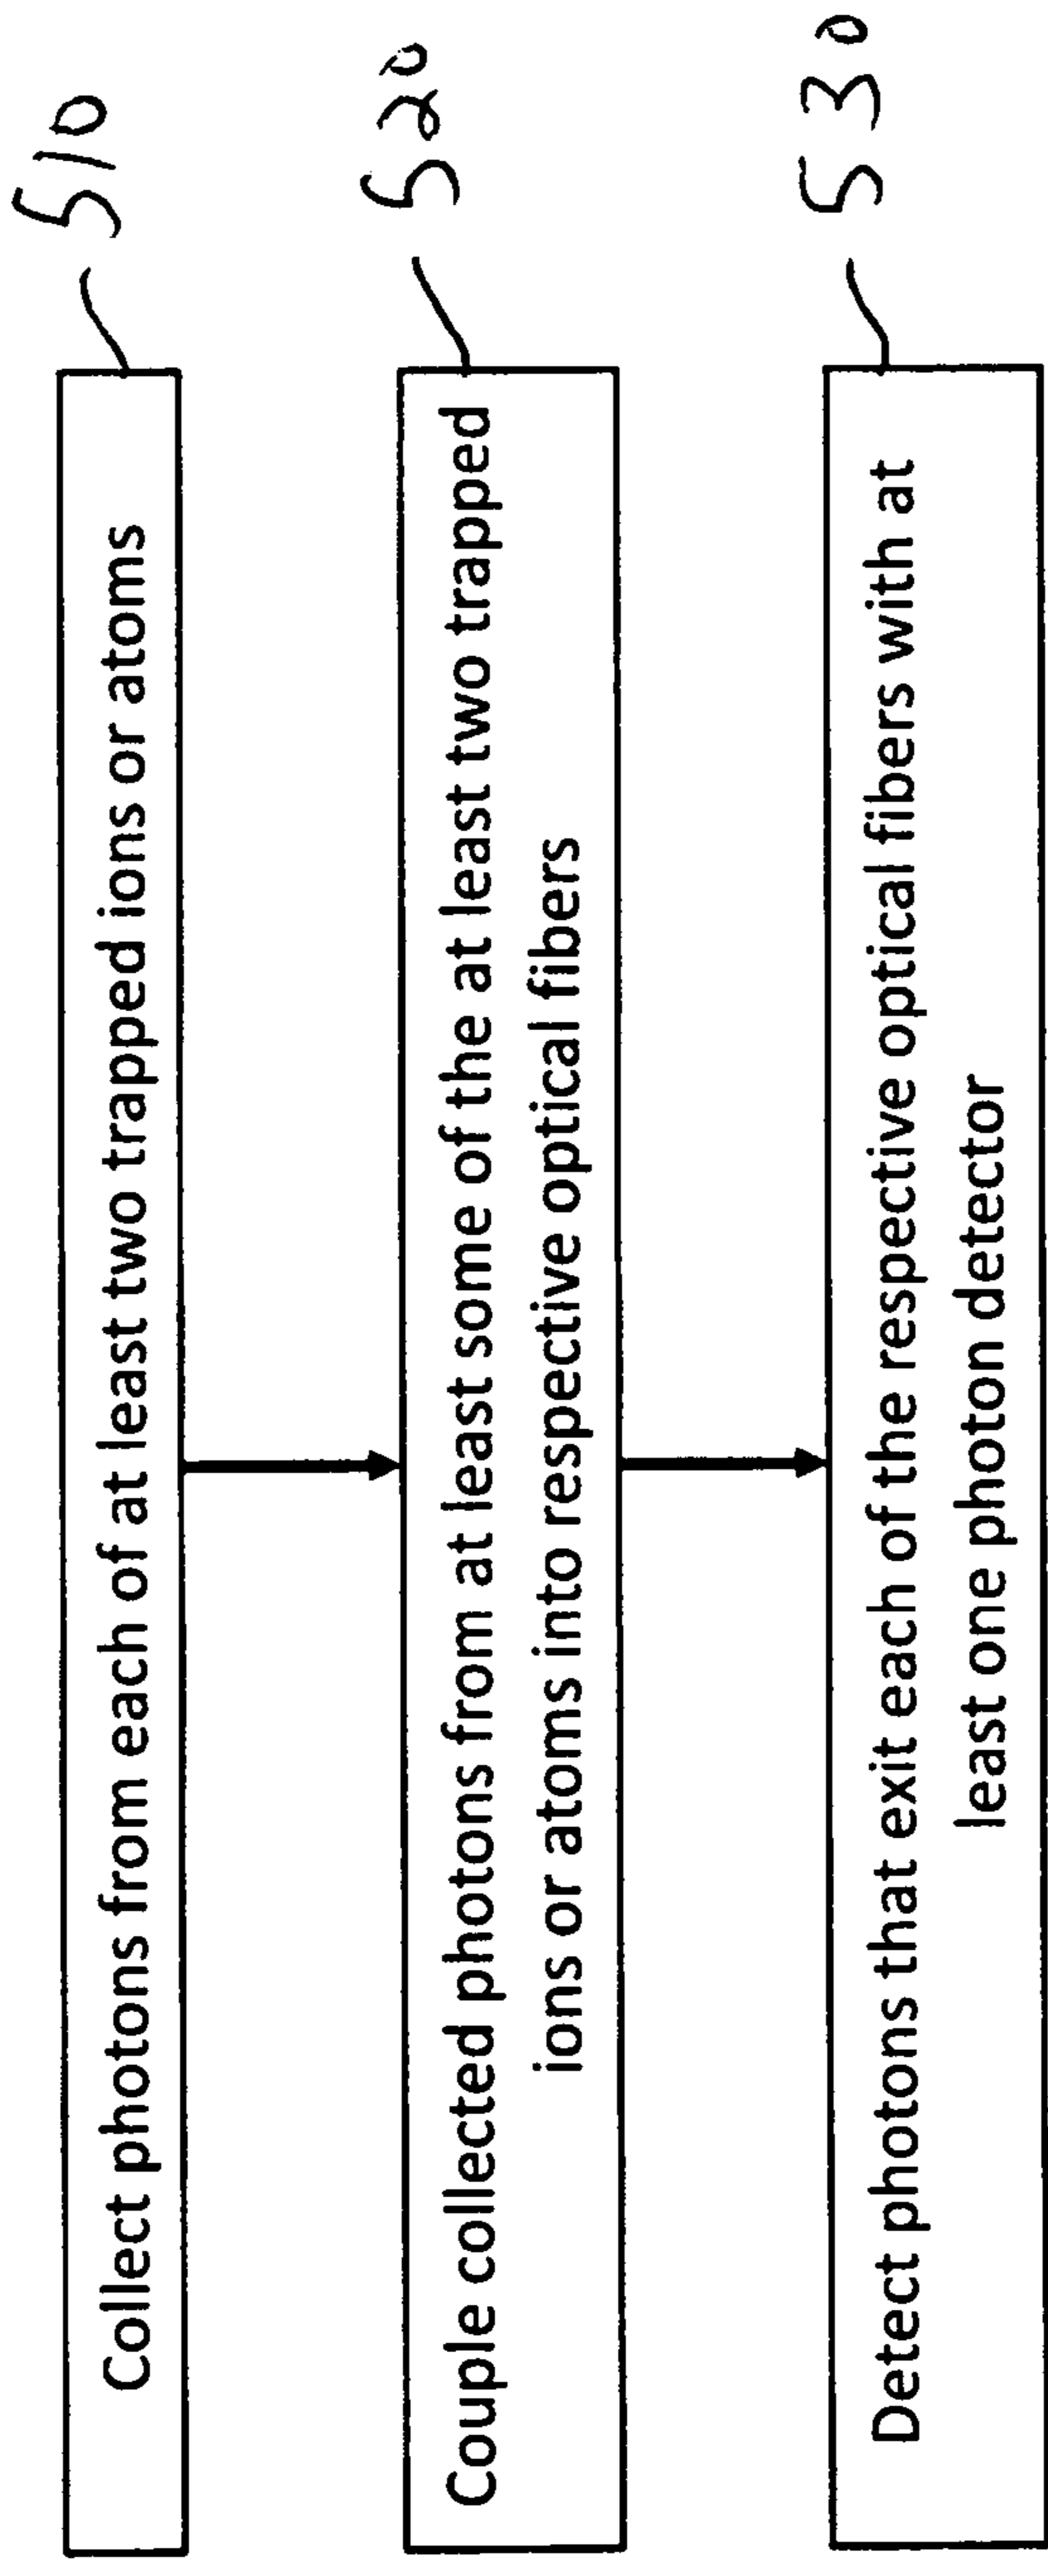 Collect photons from each of at least two trapped ions or atoms
510
Couple collected photons from at least some of the at least two trapped
ions or atoms into respective optical fibers
520
Detect photons that exit each of the respective optical fibers with at
least one photon detector
530